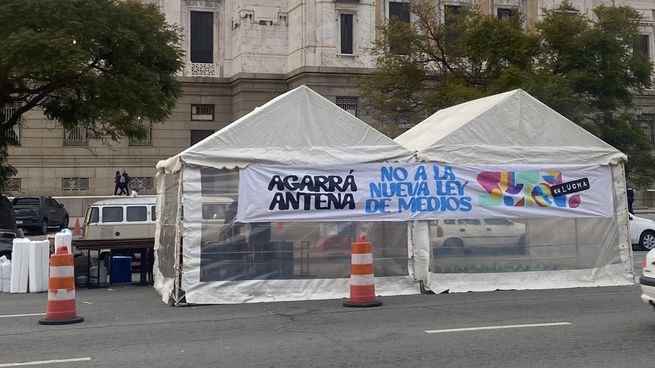 AGARRÁ
ANTENA
NO A LA
NUEVA LEY
DE MEDIOS
EN LUCHA